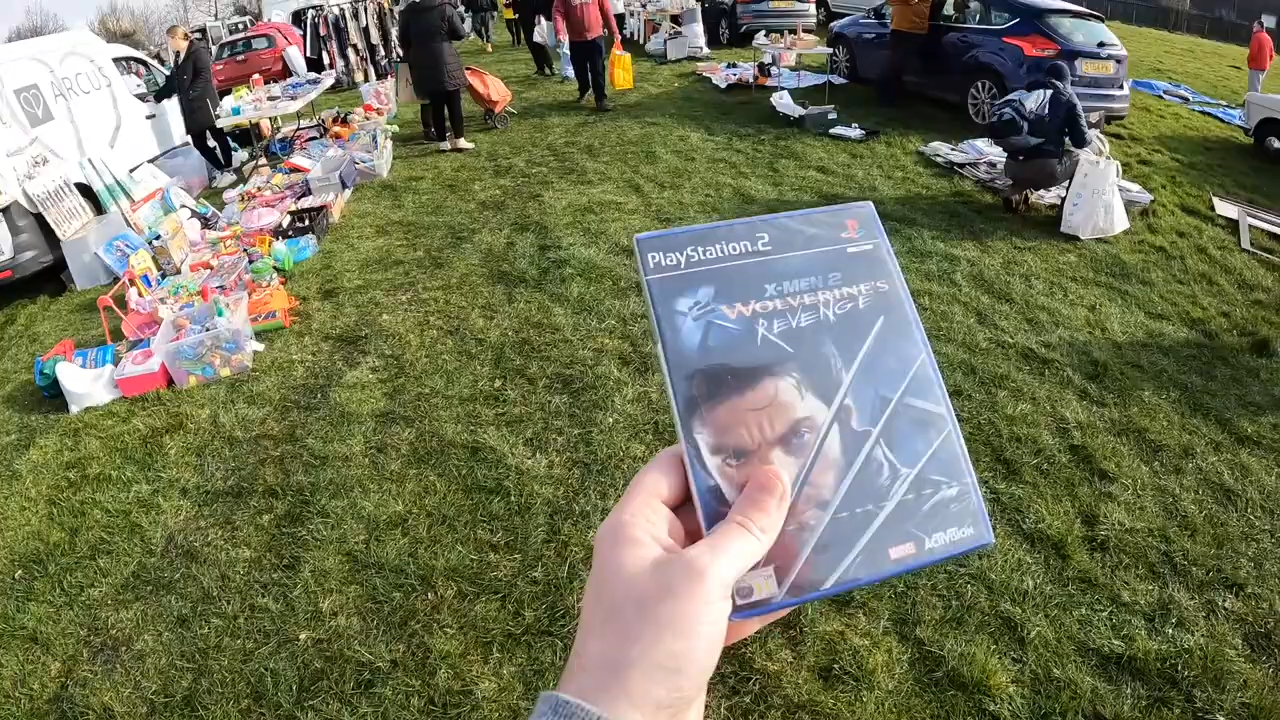 ARCUS
PlayStation.2
X-MEN 2
WOLVERINE'S
REVENGE
MARVEL
ACTIVISION